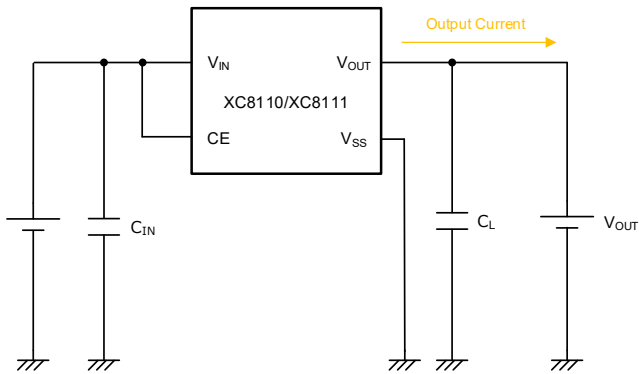 Output Current
VIN
VOUT
XC8110/XC8111
CE
VSS
CIN
CL
VOUT